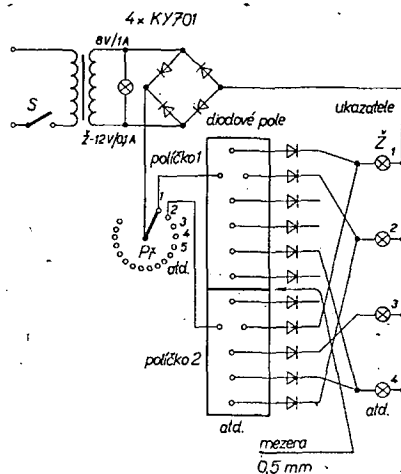 4× KY701
8V/1A
S
Ž-12V/0,1A
diodové pole
ukazatele
políčko 1
Ž
1
1
2
3
4
5
atd.
Př
2
3
políčko 2
4
atd.
atd.
mezera
0,5 mm